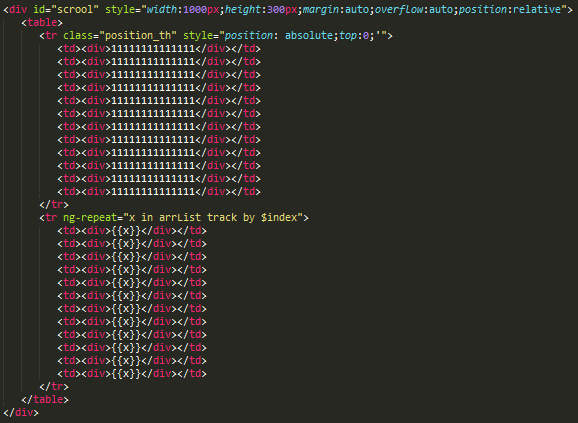 <div id="scrool" style="width:1000px;height:300px;margin:auto;overflow:auto;position:relative">
<table>
<tr class="position_th" style="position: absolute;top:0;'">
<td><div>11111111111111</div></td>
<td><div>11111111111111</div></td>
<td><div>11111111111111</div></td>
<td><div>11111111111111</div></td>
<td><div>11111111111111</div></td>
<td><div>11111111111111</div></td>
<td><div>11111111111111</div></td>
<td><div>11111111111111</div></td>
<td><div>11111111111111</div></td>
<td><div>11111111111111</div></td>
<td><div>11111111111111</div></td>
<td><div>11111111111111</div></td>
</tr>
<tr ng-repeat="x in arrList track by $index">
<td><div>{{x}}</div></td>
<td><div>{{x}}</div></td>
<td><div>{{x}}</div></td>
<td><div>{{x}}</div></td>
<td><div>{{x}}</div></td>
<td><div>{{x}}</div></td>
<td><div>{{x}}</div></td>
<td><div>{{x}}</div></td>
<td><div>{{x}}</div></td>
<td><div>{{x}}</div></td>
<td><div>{{x}}</div></td>
<td><div>{{x}}</div></td>
</tr>
</table>
</div>